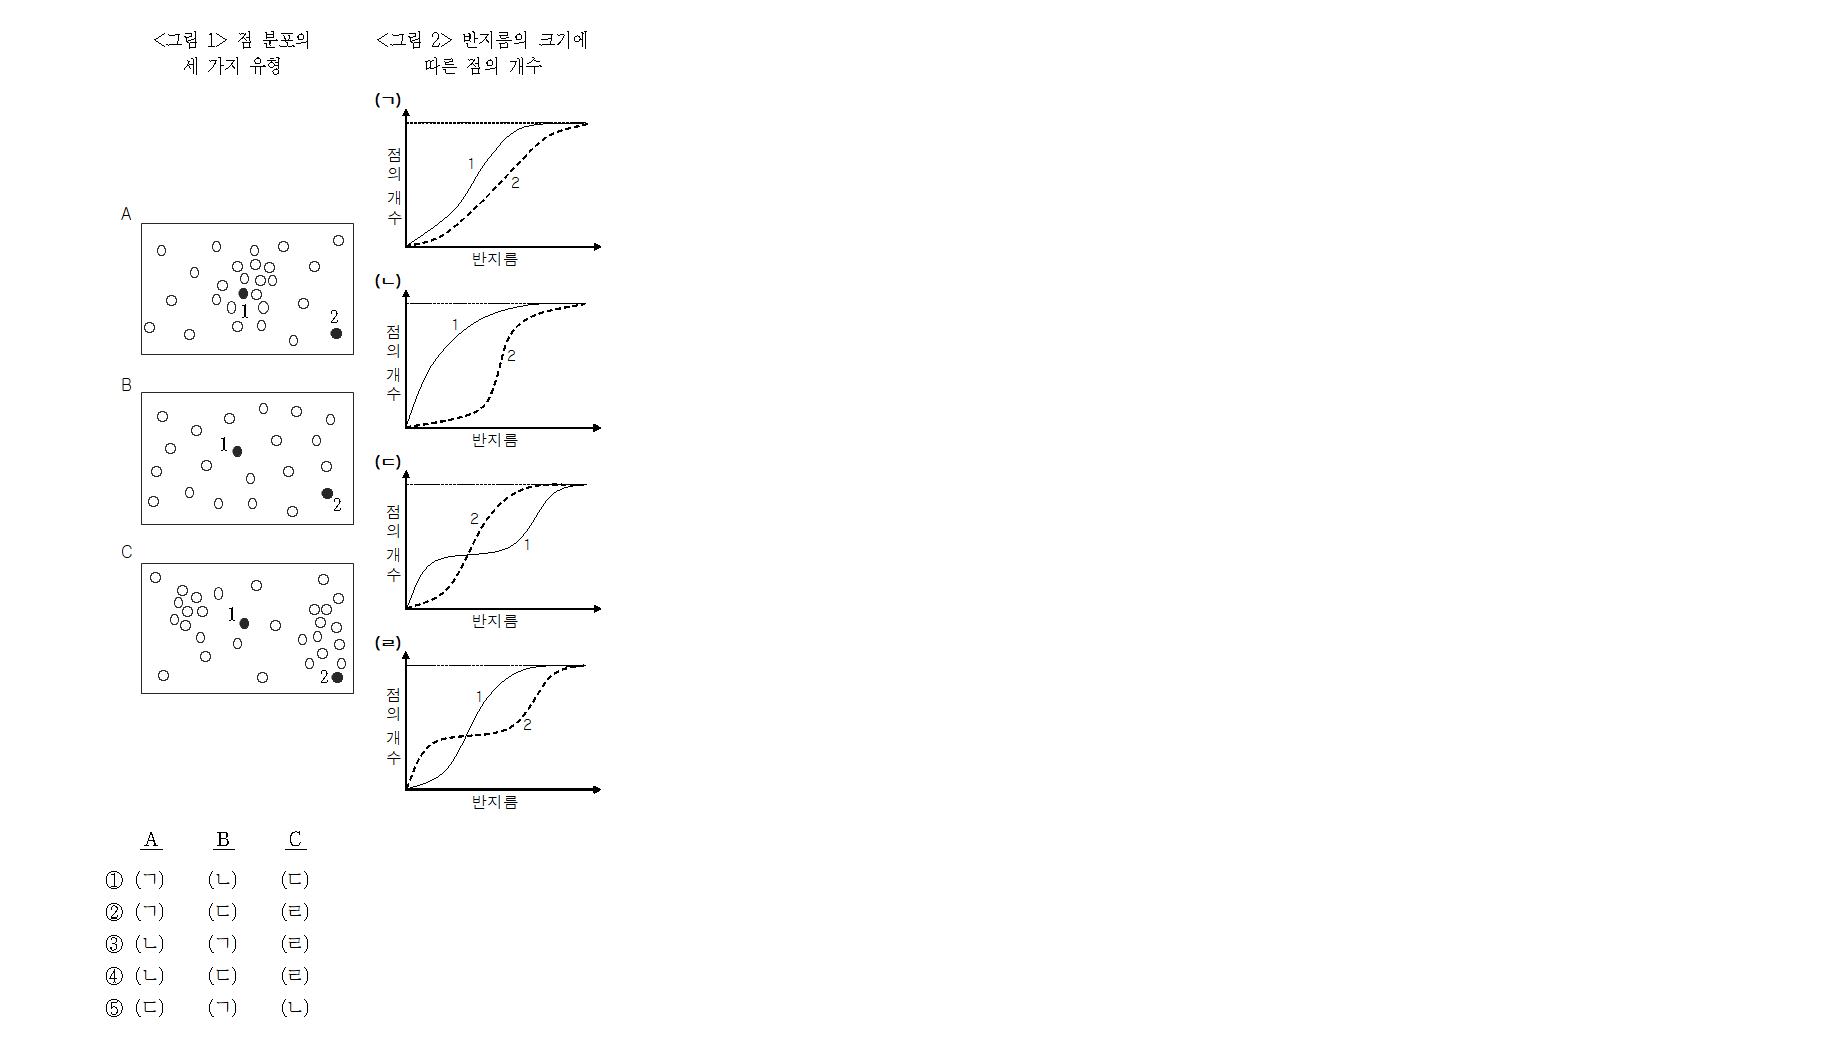 <그림 1> 점 분포의
세 가지 유형
A
1
2
B
1
2
C
1
2
<그림 2> 반지름의 크기에
따른 점의 개수
(ㄱ)
점의 개수
1
2
반지름
(ㄴ)
점의 개수
1
2
반지름
(ㄷ)
점의 개수
2
1
반지름
(ㄹ)
점의 개수
1
2
반지름
A B C
① (ㄱ) (ㄴ) (ㄷ)
② (ㄱ) (ㄷ) (ㄹ)
③ (ㄴ) (ㄱ) (ㄹ)
④ (ㄴ) (ㄷ) (ㄹ)
⑤ (ㄷ) (ㄱ) (ㄴ)